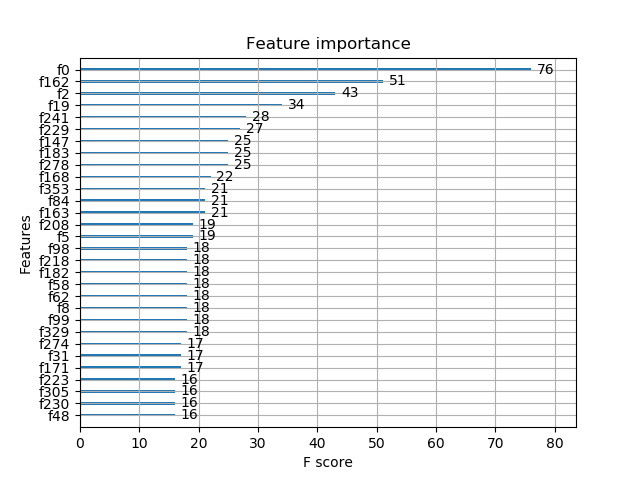 Feature importance
f0 76
f162 51
f2 43
f19 34
f241 28
f229 27
f147 25
f183 25
f278 25
f168 22
f353 21
f84 21
f163 21
f208 19
f5 19
f98 18
f218 18
f182 18
f58 18
f62 18
f8 18
f99 18
f329 18
f274 17
f31 17
f171 17
f223 16
f305 16
f230 16
f48 16
Features
0 10 20 30 40 50 60 70 80
F score